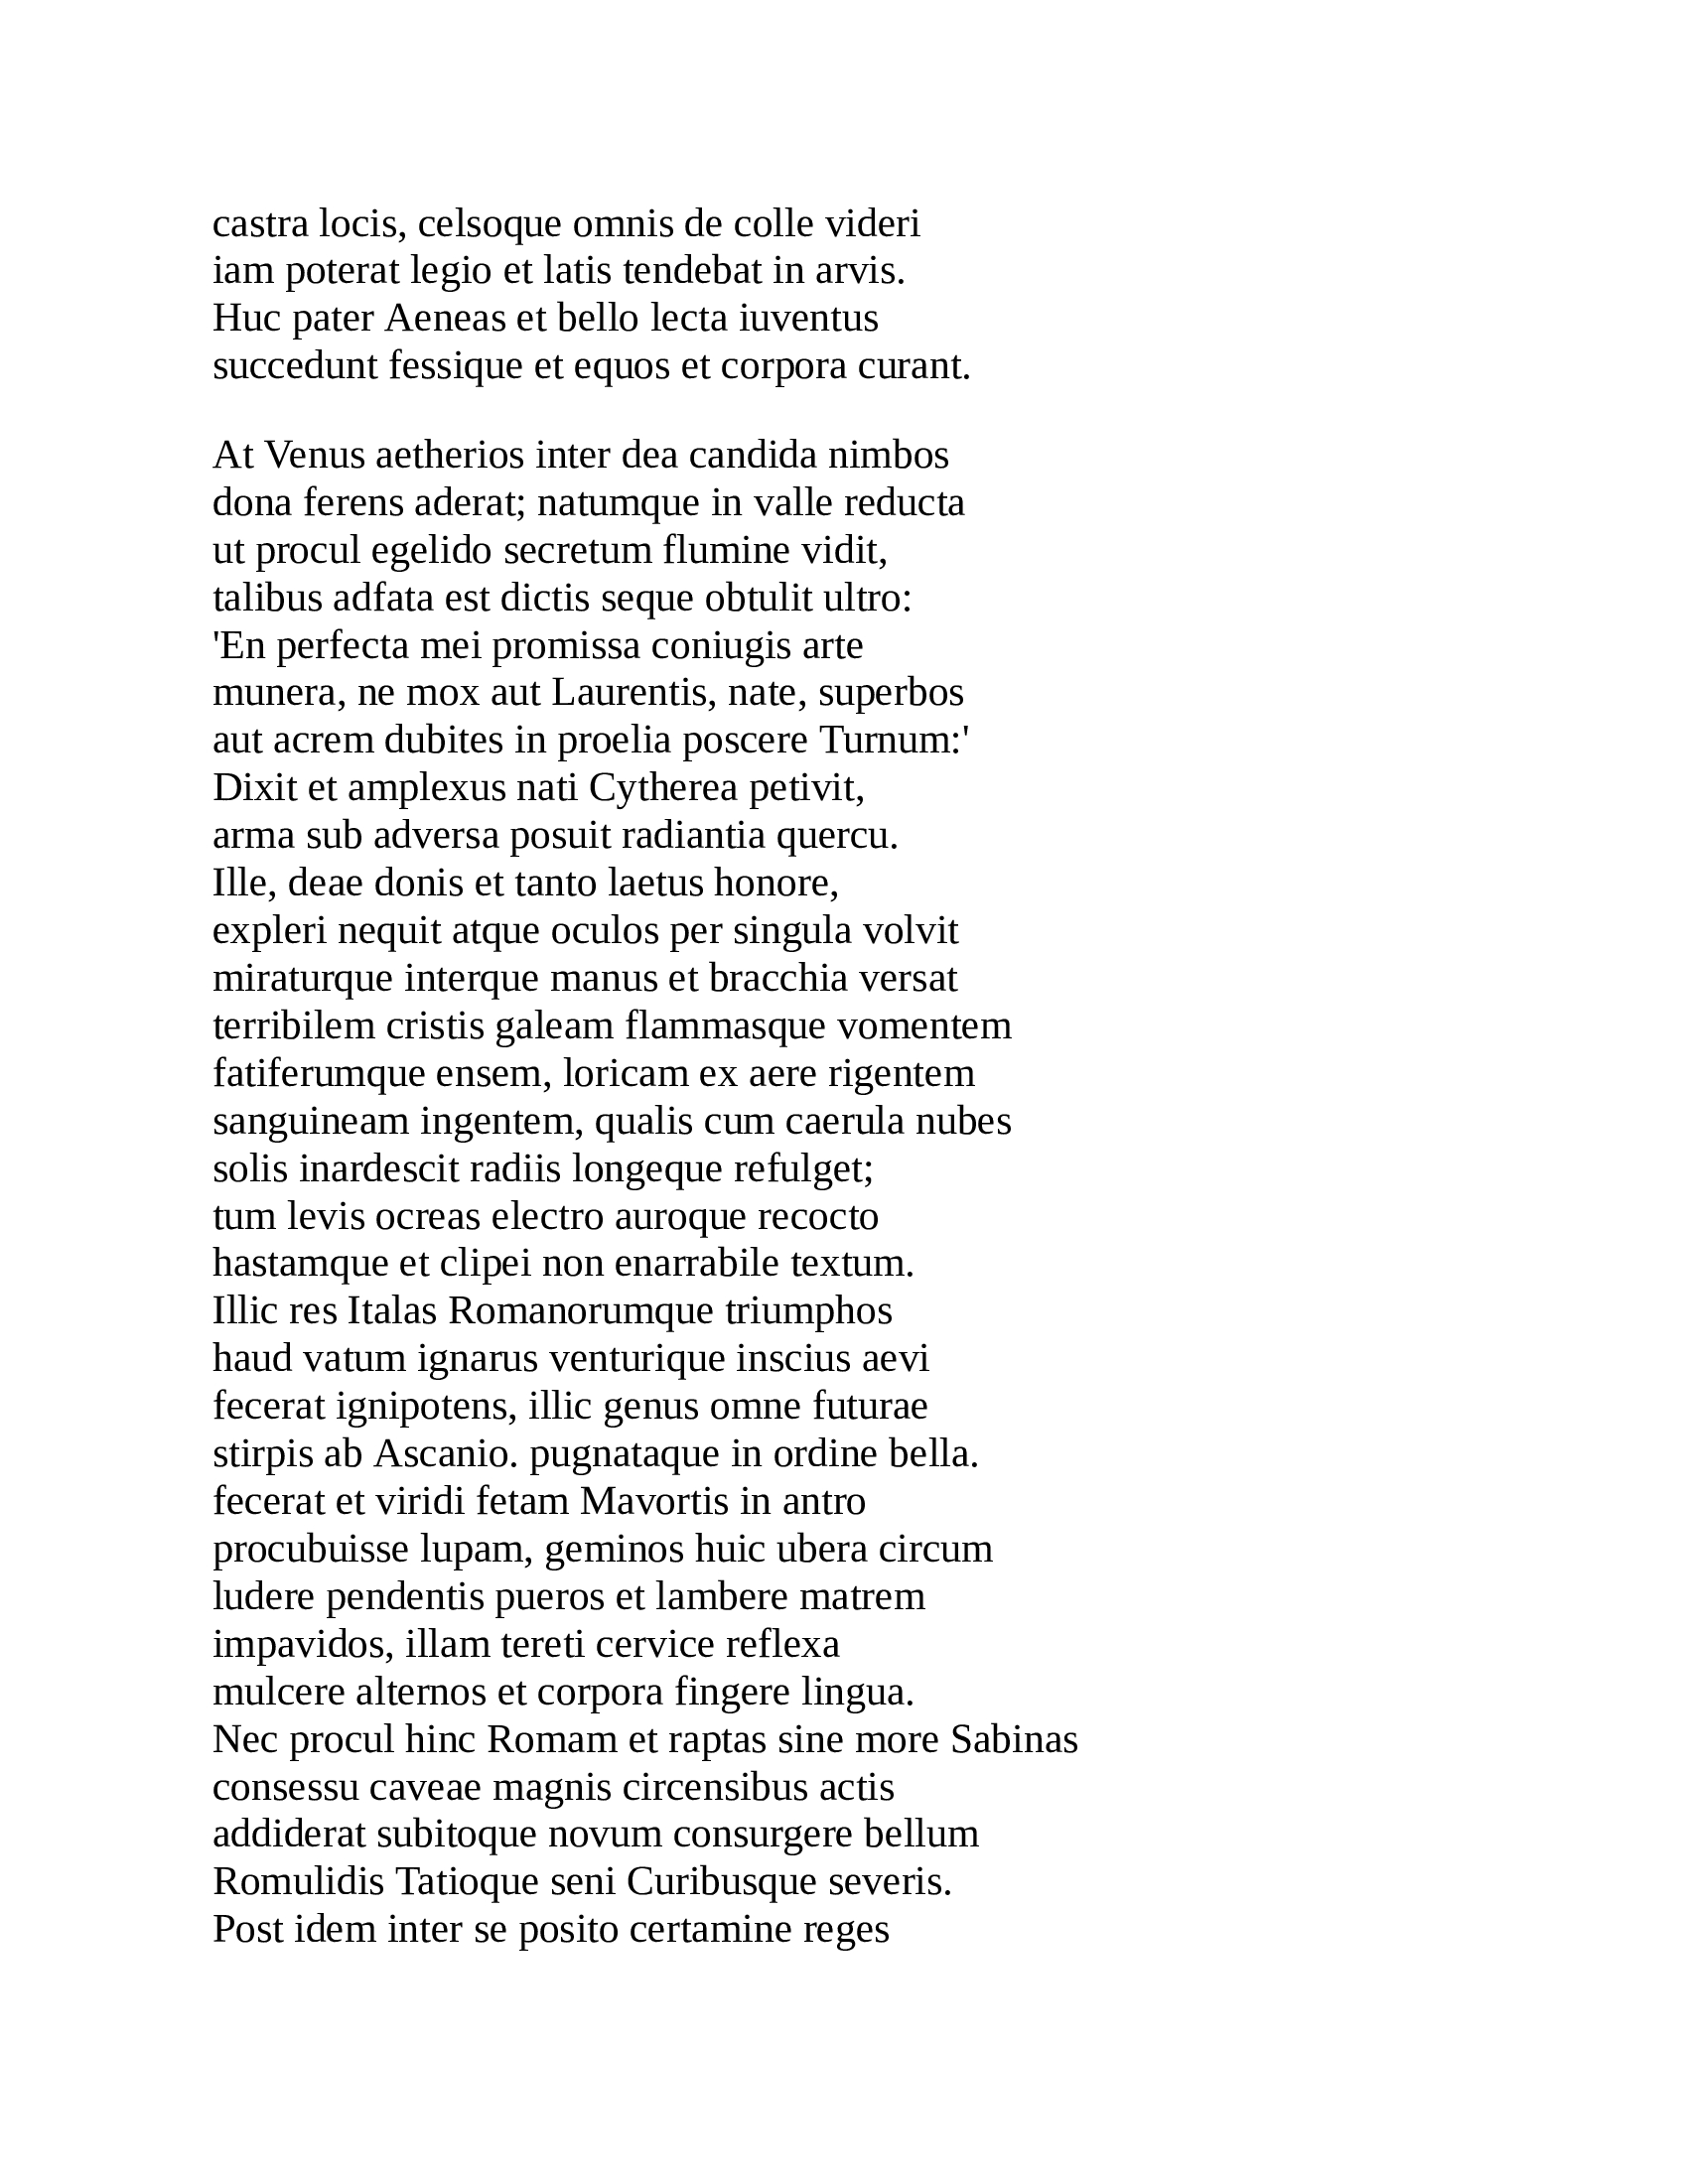 castra locis, celsoque omnis de colle videri
iam poterat legio et latis tendebat in arvis.
Huc pater Aeneas et bello lecta iuventus
succedunt fessique et equos et corpora curant.

At Venus aetherios inter dea candida nimbos
dona ferens aderat; natumque in valle reducta
ut procul egelido secretum flumine vidit,
talibus adfata est dictis seque obtulit ultro:
'En perfecta mei promissa coniugis arte
munera, ne mox aut Laurentis, nate, superbos
aut acrem dubites in proelia poscere Turnum:'
Dixit et amplexus nati Cytherea petivit,
arma sub adversa posuit radiantia quercu.
Ille, deae donis et tanto laetus honore,
expleri nequit atque oculos per singula volvit
miraturque interque manus et bracchia versat
terribilem cristis galeam flammasque vomentem
fatiferumque ensem, loricam ex aere rigentem
sanguineam ingentem, qualis cum caerula nubes
solis inardescit radiis longeque refulget;
tum levis ocreas electro auroque recocto
hastamque et clipei non enarrabile textum.
Illic res Italas Romanorumque triumphos
haud vatum ignarus venturique inscius aevi
fecerat ignipotens, illic genus omne futurae
stirpis ab Ascanio. pugnataque in ordine bella.
fecerat et viridi fetam Mavortis in antro
procubuisse lupam, geminos huic ubera circum
ludere pendentis pueros et lambere matrem
impavidos, illam tereti cervice reflexa
mulcere alternos et corpora fingere lingua.
Nec procul hinc Romam et raptas sine more Sabinas
consessu caveae magnis circensibus actis
addiderat subitoque novum consurgere bellum
Romulidis Tatioque seni Curibusque severis.
Post idem inter se posito certamine reges